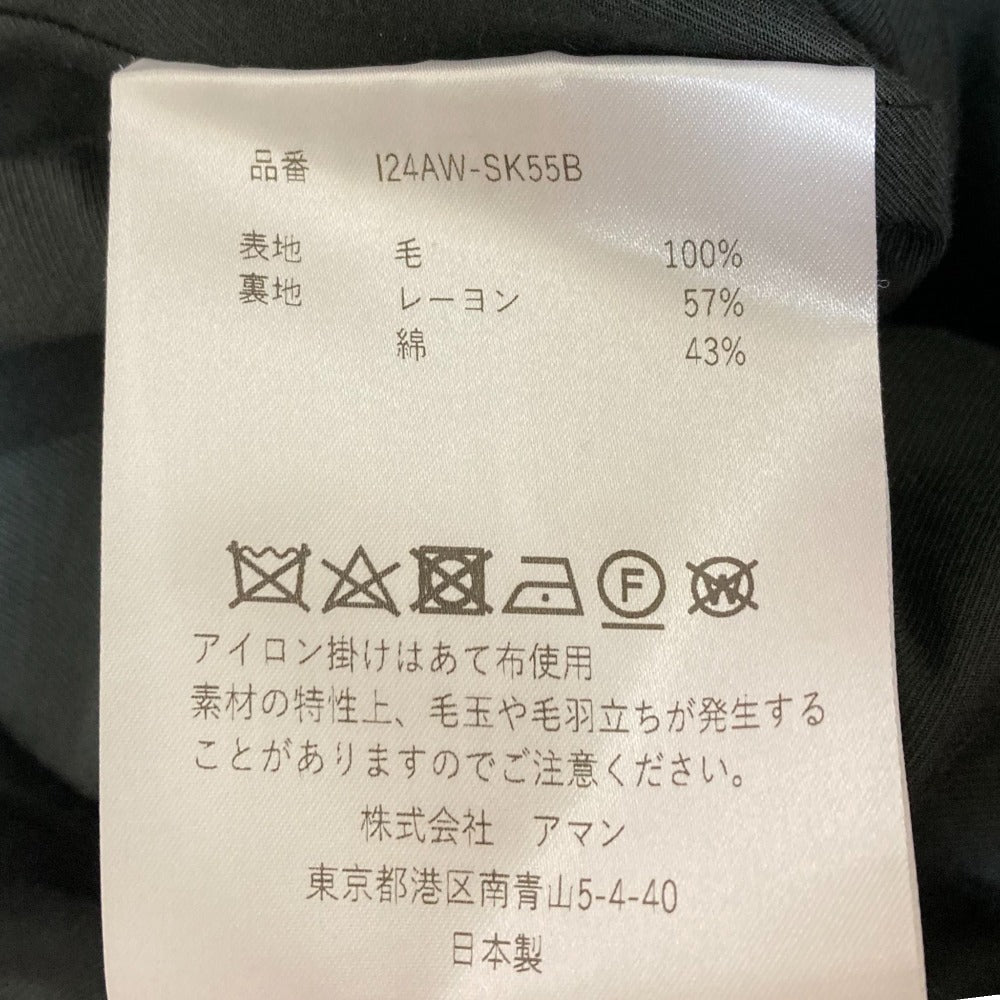 品番 I24AW-SK55B
表地 毛 100%
裏地 レーヨン 57%
綿 43%
F W
アイロン掛けはあて布使用
素材の特性上、毛玉や毛羽立ちが発生する
ことがありますのでご注意ください。
株式会社 アマン
東京都港区南青山5-4-40
日本製